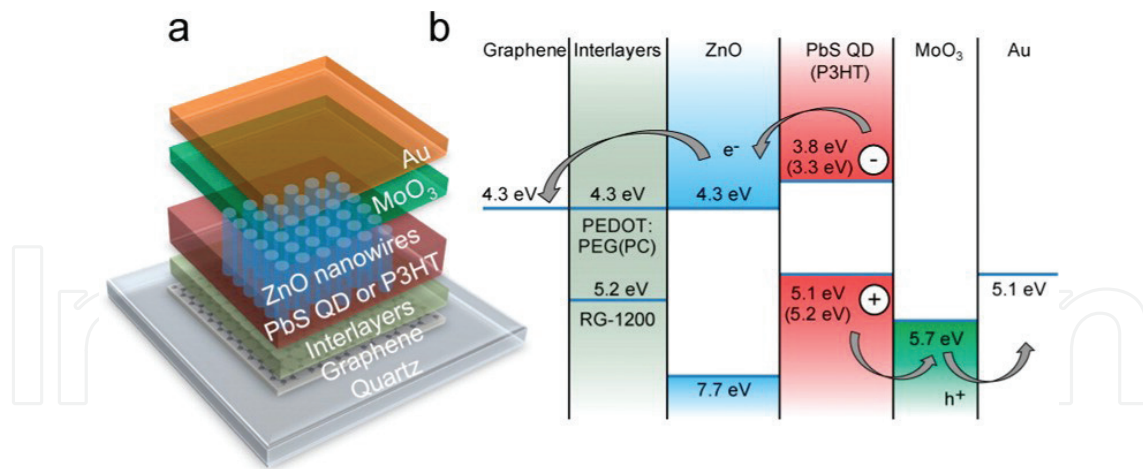 a
Au
MoO₃
ZnO nanowires
PbS QD or P3HT
Interlayers
Graphene
Quartz
b
Graphene Interlayers ZnO PbS QD MoO₃ Au
(P3HT)
e⁻
3.8 eV
(3.3 eV)
-
4.3 eV 4.3 eV 4.3 eV
PEDOT:
PEG(PC)
5.2 eV
RG-1200
5.1 eV
(5.2 eV)
+
5.1 eV
5.7 eV
7.7 eV
h⁺